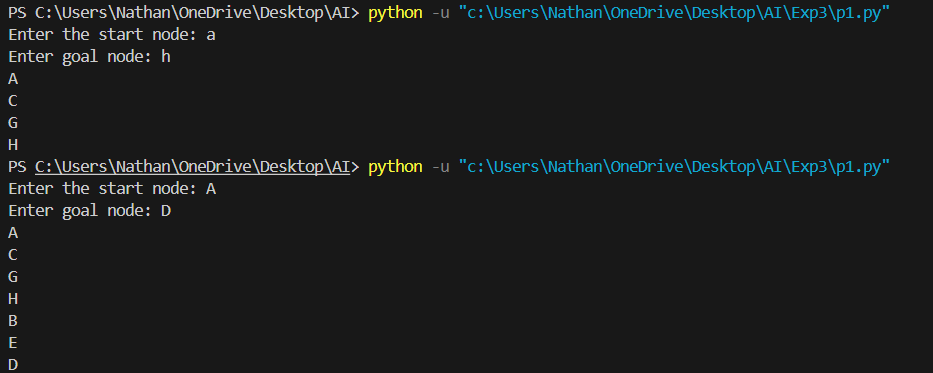 PS C:\Users\Nathan\OneDrive\Desktop\AI> python -u "c:\Users\Nathan\OneDrive\Desktop\AI\Exp3\p1.py"
Enter the start node: a
Enter goal node: h
A
C
G
H
PS C:\Users\Nathan\OneDrive\Desktop\AI> python -u "c:\Users\Nathan\OneDrive\Desktop\AI\Exp3\p1.py"
Enter the start node: A
Enter goal node: D
A
C
G
H
B
E
D